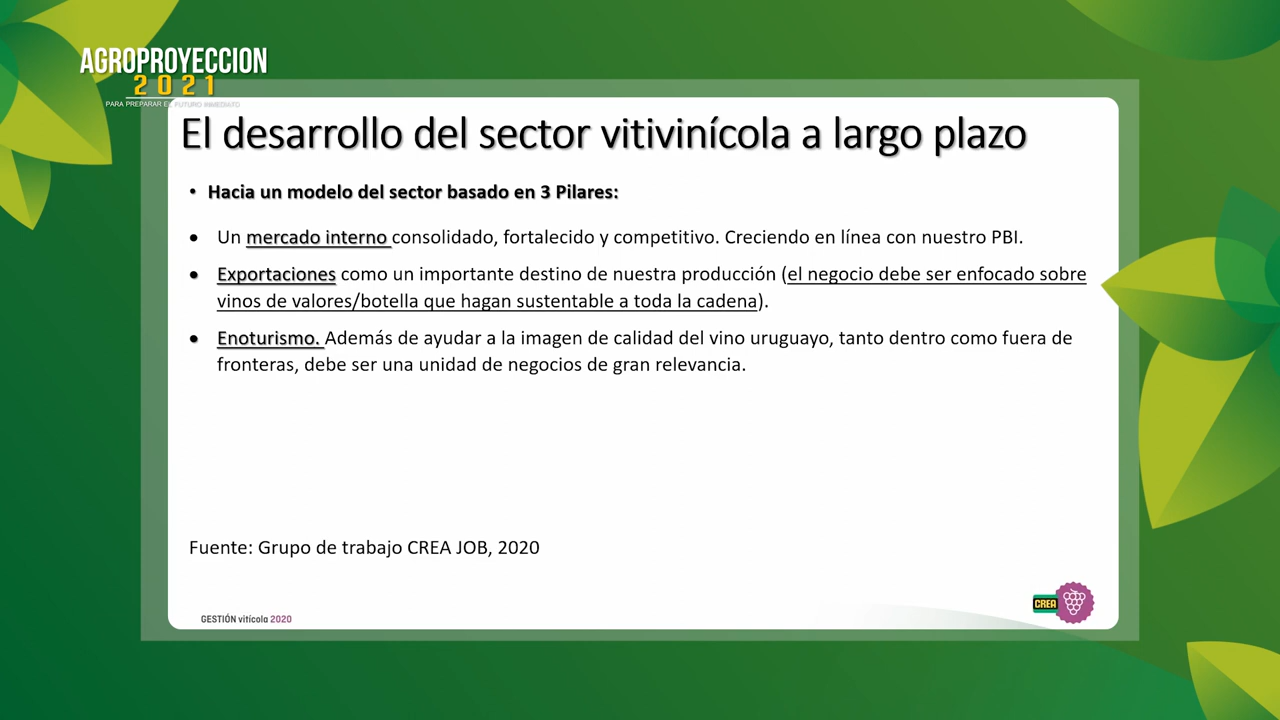 AGROPROYECCION
2021
PARA PREPARAR EL FUTURO INMEDIATO
El desarrollo del sector vitivinícola a largo plazo
• Hacia un modelo del sector basado en 3 Pilares:
• Un mercado interno consolidado, fortalecido y competitivo. Creciendo en línea con nuestro PBI.
• Exportaciones como un importante destino de nuestra producción (el negocio debe ser enfocado sobre
vinos de valores/botella que hagan sustentable a toda la cadena).
• Enoturismo. Además de ayudar a la imagen de calidad del vino uruguayo, tanto dentro como fuera de
fronteras, debe ser una unidad de negocios de gran relevancia.
Fuente: Grupo de trabajo CREA JOB, 2020
CREA
GESTIÓN vitícola 2020